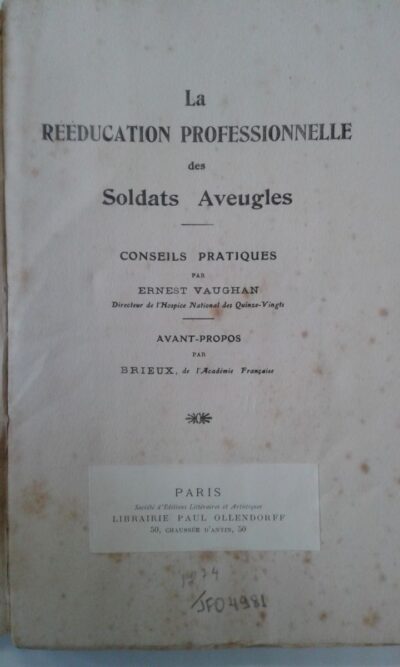 La
RÉÉDUCATION PROFESSIONNELLE
des
Soldats Aveugles
CONSEILS PRATIQUES
PAR
ERNEST VAUGHAN
Directeur de l'Hospice National des Quinze-Vingts
AVANT-PROPOS
PAR
BRIEUX, de l'Académie Française
PARIS
Société d'Editions Littéraires et Artistiques
LIBRAIRIE PAUL OLLENDORFF
50, CHAUSSÉE D'ANTIN, 50
JF04981